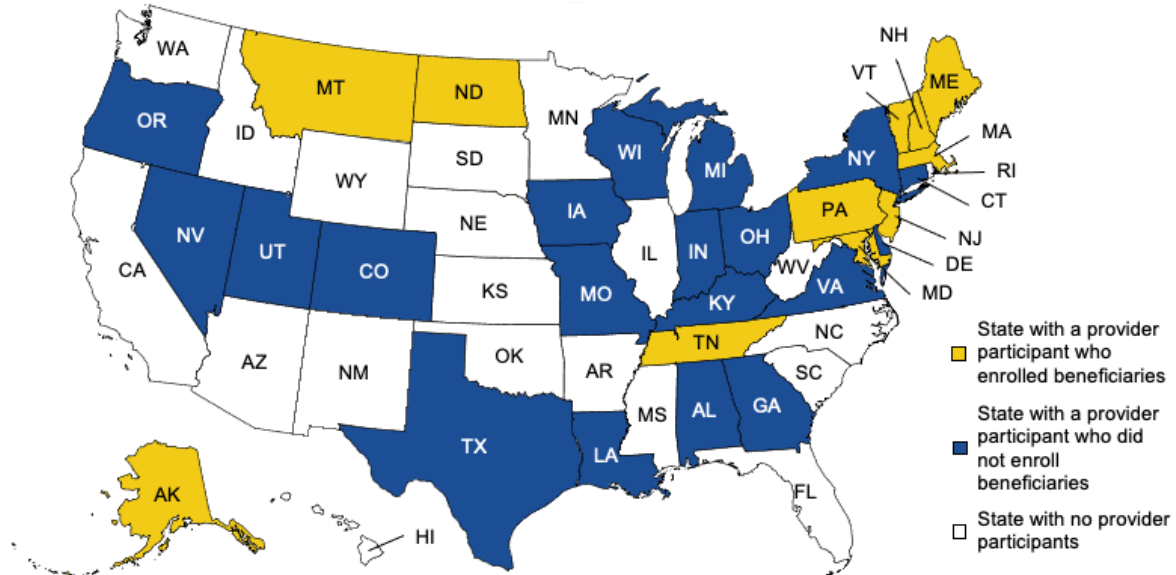 NH
WA
VT
ME
MT
ND
OR
MN
MA
ID
WI
NY
SD
MI
RI
WY
CT
IA
PA
NE
NV
OH
NJ
UT
IL
IN
CO
WV
DE
CA
VA
KS
MO
KY
MD
NC
TN
OK
AZ
NM
AR
SC
MS
AL
GA
TX
LA
FL
AK
HI
State with a provider
participant who
enrolled beneficiaries
State with a provider
participant who did
not enroll
beneficiaries
State with no provider
participants